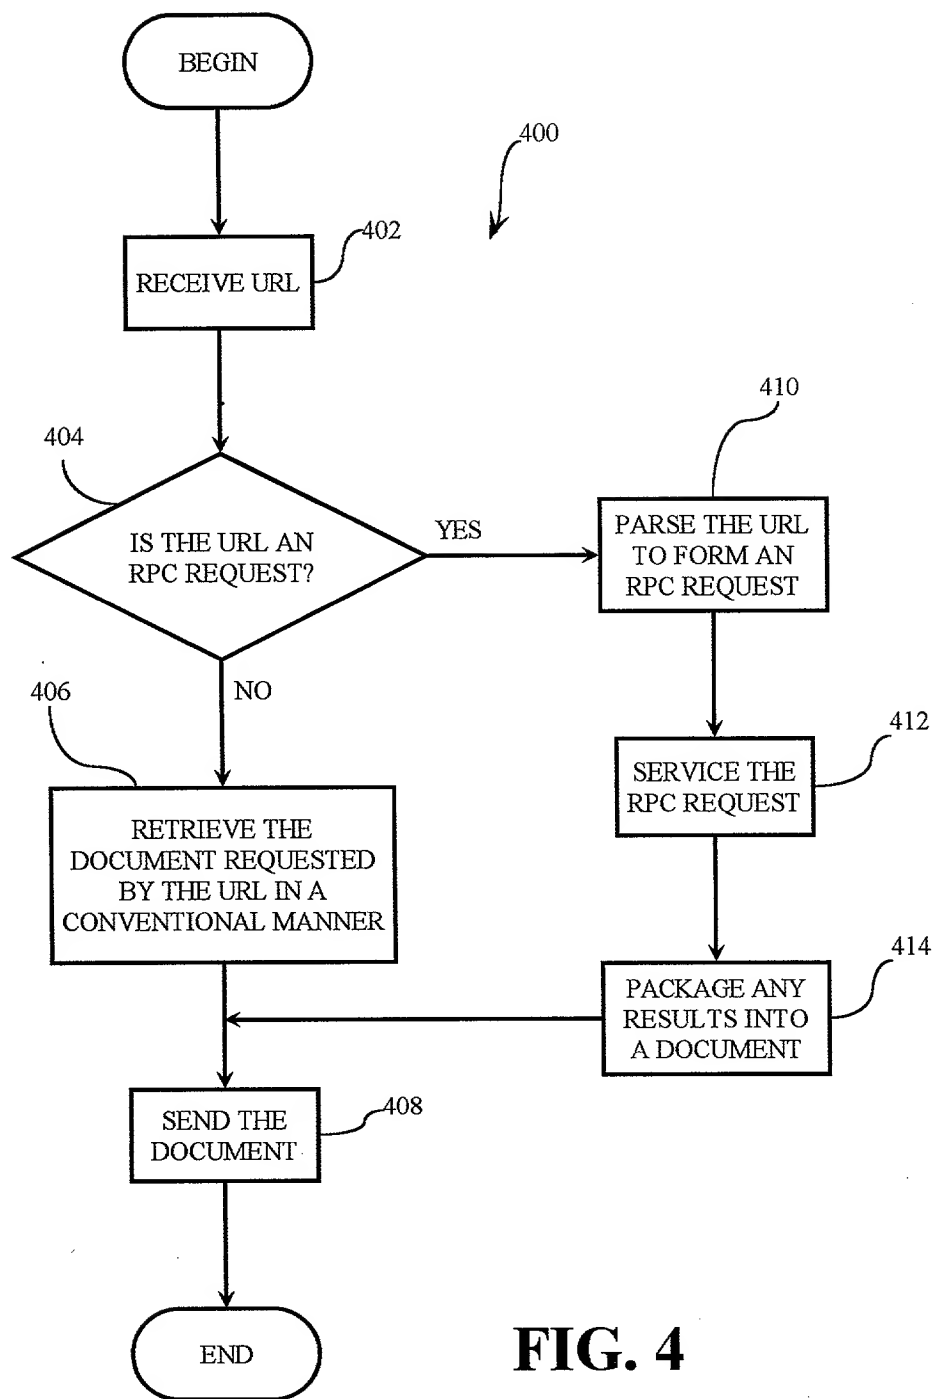 BEGIN
400
402
RECEIVE URL
410
404
IS THE URL AN
RPC REQUEST?
YES
PARSE THE URL
TO FORM AN
RPC REQUEST
NO
406
412
SERVICE THE
RPC REQUEST
RETRIEVE THE
DOCUMENT REQUESTED
BY THE URL IN A
CONVENTIONAL MANNER
414
PACKAGE ANY
RESULTS INTO
A DOCUMENT
408
SEND THE
DOCUMENT
END
FIG. 4